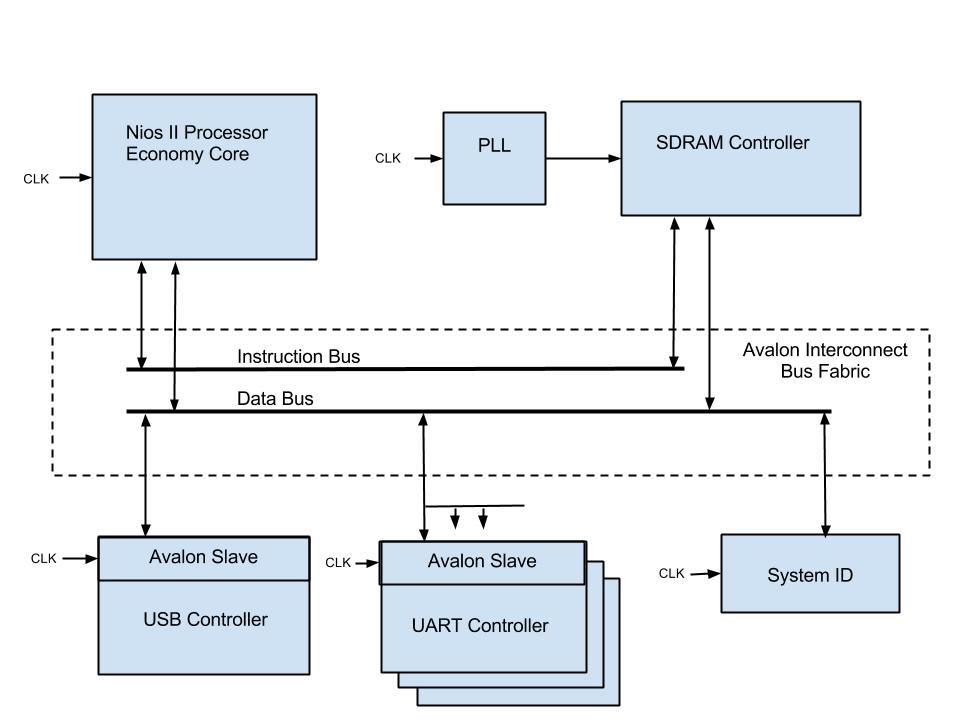 Nios II Processor
Economy Core
CLK
CLK
PLL
SDRAM Controller
Instruction Bus
Data Bus
Avalon Interconnect
Bus Fabric
CLK
Avalon Slave
USB Controller
CLK
Avalon Slave
UART Controller
CLK
System ID